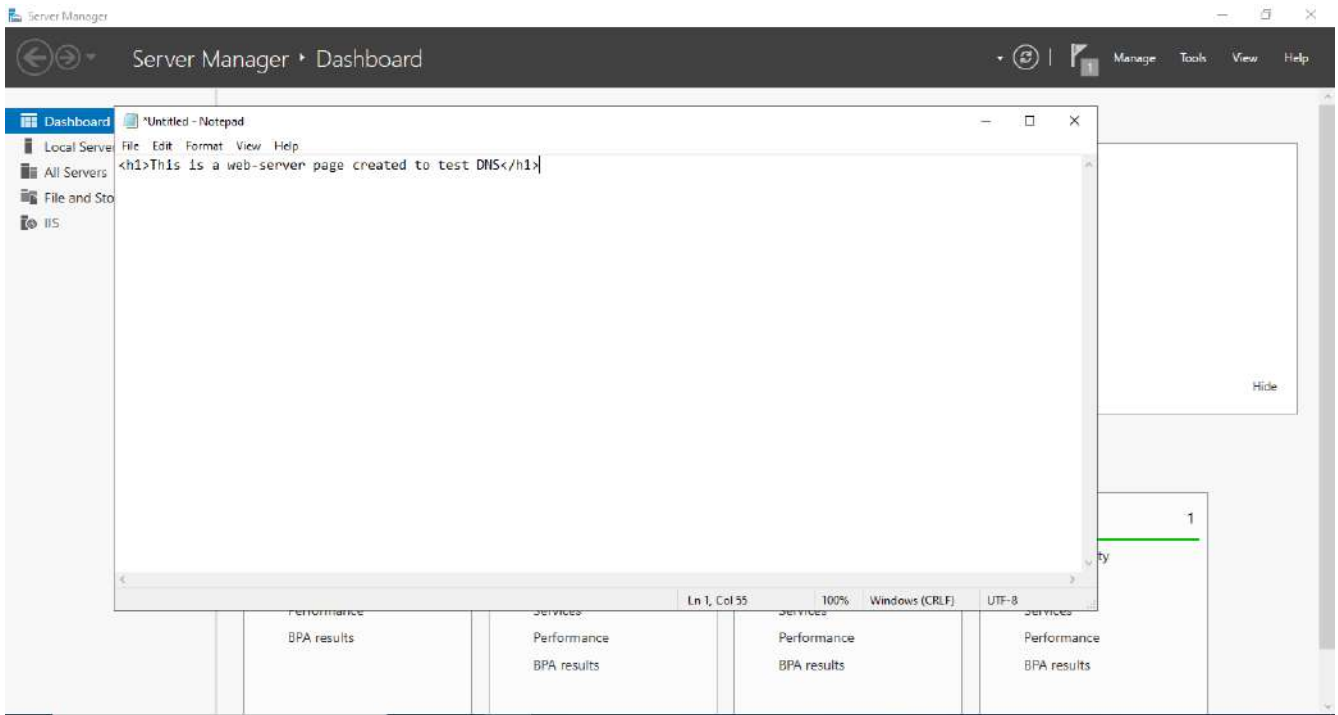 Server Manager
Server Manager ‣ Dashboard
1
Manage Tools View Help
Dashboard
Local Server
All Servers
File and Sto
IIS
*Untitled - Notepad
File Edit Format View Help
<h1>This is a web-server page created to test DNS</h1>
Hide
1
ty
Ln 1, Col 55 100% Windows (CRLF) UTF-8
Performance Services Services Services
BPA results Performance Performance Performance
BPA results BPA results BPA results